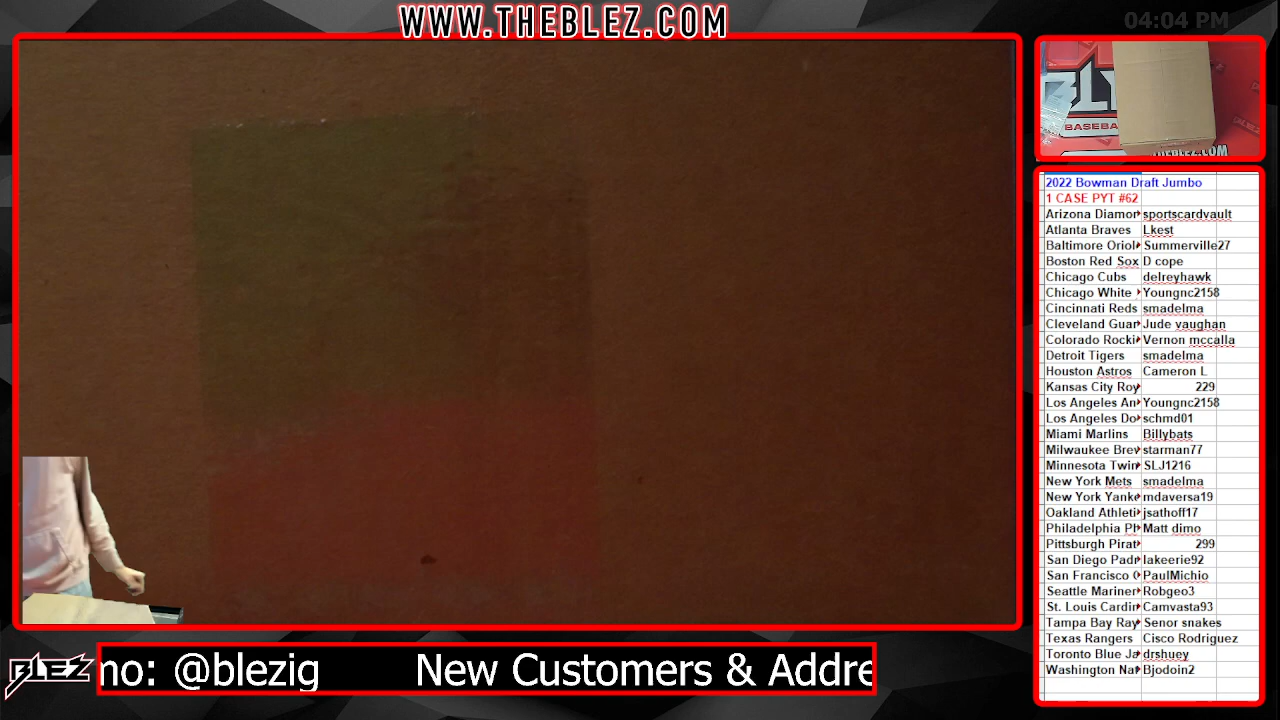 WWW.THEBLEZ.COM
04:04 PM
BASEBA
THEBLEZ.COM
2022 Bowman Draft Jumbo
1 CASE PYT #62
Arizona Diamor sportscardvault
Atlanta Braves Lkest
Baltimore Oriol Summerville27
Boston Red Sox D cope
Chicago Cubs delreyhawk
Chicago White Youngnc2158
Cincinnati Reds smadelma
Cleveland Guar Jude vaughan
Colorado Rocki Vernon mccalla
Detroit Tigers smadelma
Houston Astros Cameron L
Kansas City Roy 229
Los Angeles An Youngnc2158
Los Angeles Do schmd01
Miami Marlins Billybats
Milwaukee Brev starman77
Minnesota Twin SLJ1216
New York Mets smadelma
New York Yanke mdaversa19
Oakland Athleti jsathoff17
Philadelphia Ph Matt dimo
Pittsburgh Pirat 299
San Diego Padr lakeerie92
San Francisco G PaulMichio
Seattle Mariner Robgeo3
St. Louis Cardin Camvasta93
Tampa Bay Ray Senor snakes
Texas Rangers Cisco Rodriguez
Toronto Blue Ja drshuey
Washington Nat Bjodoin2
BLEZ
mo: @blezig New Customers & Addre